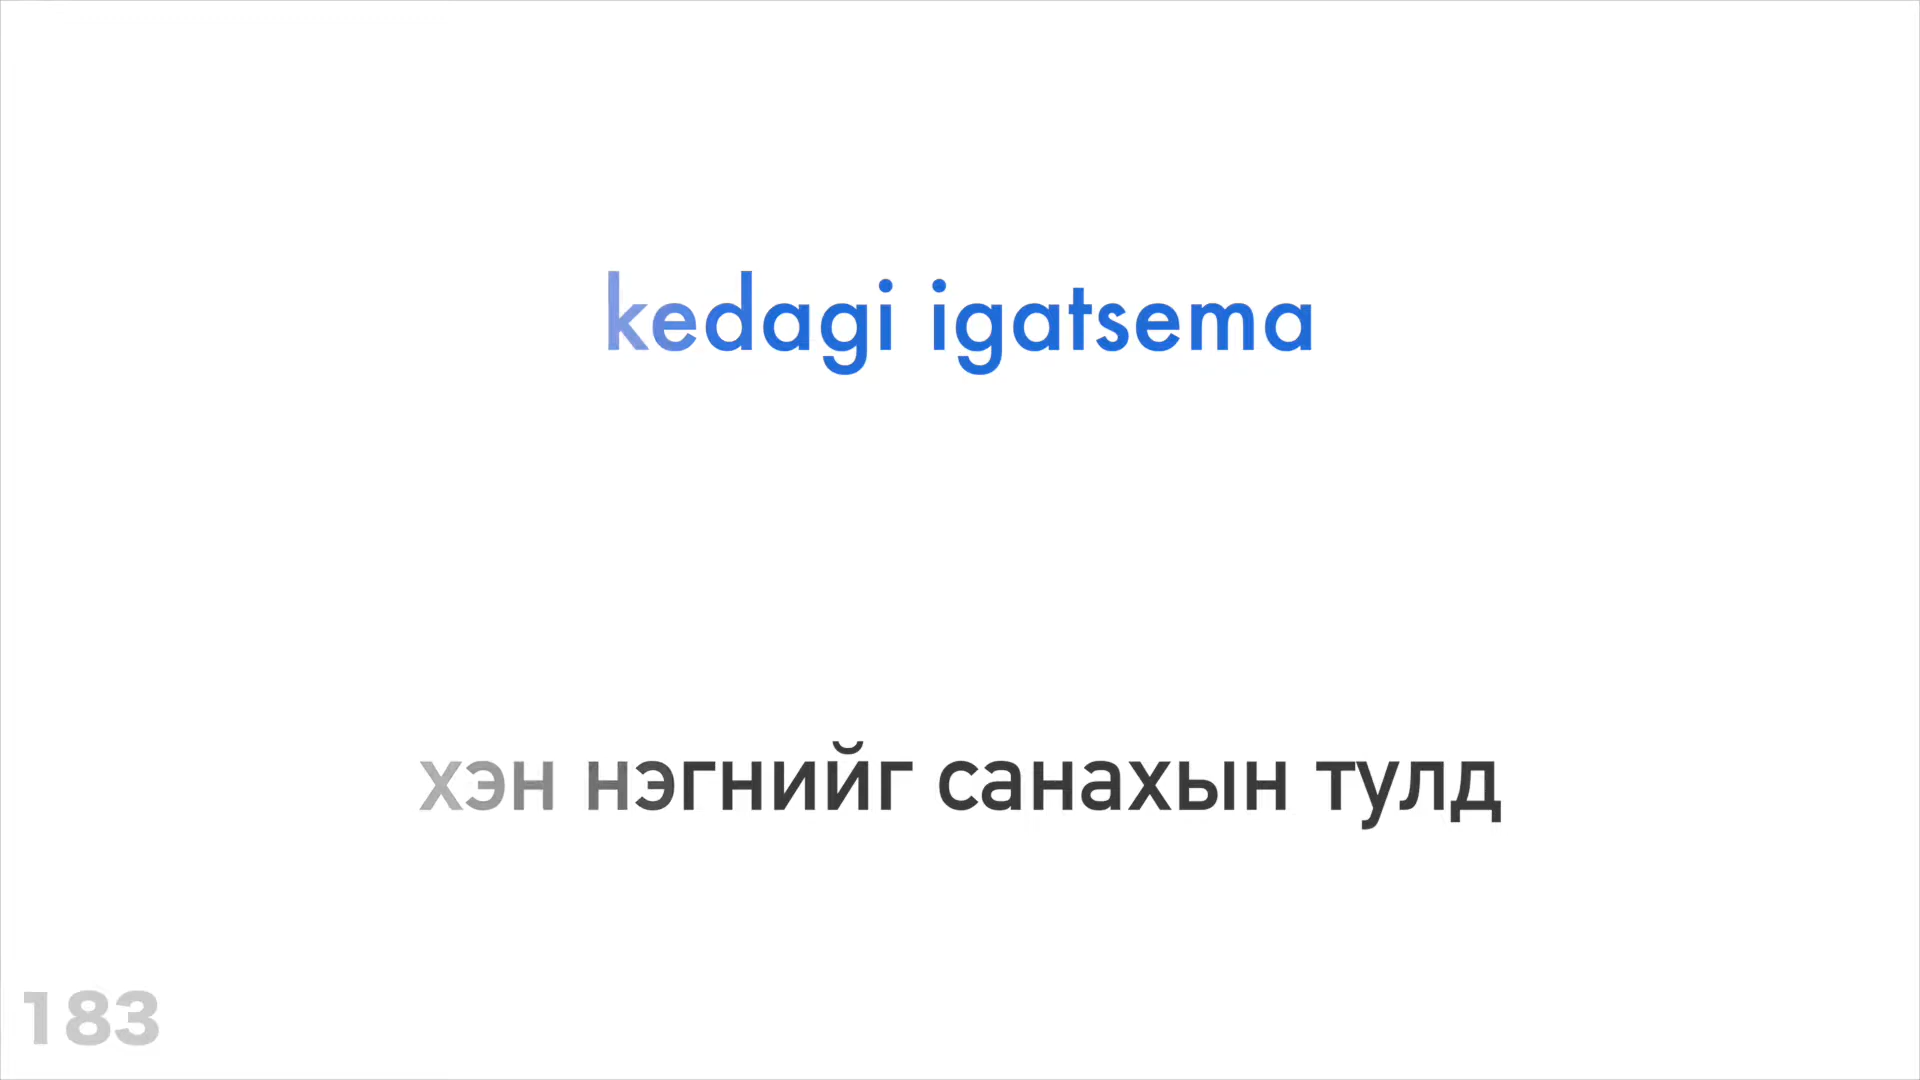 kedagi igatsema
хэн нэгнийг санахын тулд
183